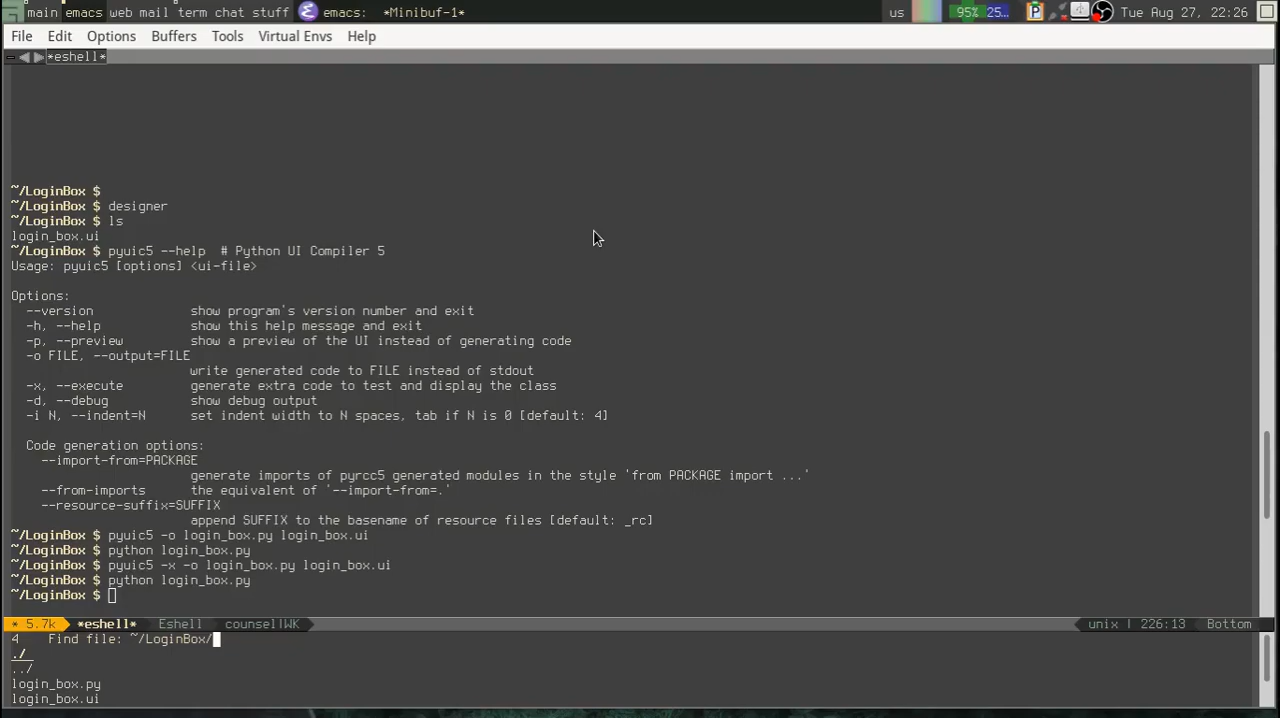 main emacs web mail term chat stuff emacs: *Minibuf-1* us 95% 25... Tue Aug 27, 22:26
File Edit Options Buffers Tools Virtual Envs Help
*eshell*
~/LoginBox $
~/LoginBox $ designer
~/LoginBox $ ls
login_box.ui
~/LoginBox $ pyuic5 --help  # Python UI Compiler 5
Usage: pyuic5 [options] <ui-file>
Options:
  --version             show program's version number and exit
  -h, --help            show this help message and exit
  -p, --preview         show a preview of the UI instead of generating code
  -o FILE, --output=FILE
                        write generated code to FILE instead of stdout
  -x, --execute         generate extra code to test and display the class
  -d, --debug           show debug output
  -i N, --indent=N      set indent width to N spaces, tab if N is 0 [default: 4]
  Code generation options:
    --import-from=PACKAGE
                        generate imports of pyrcc5 generated modules in the style 'from PACKAGE import ...'
    --from-imports      the equivalent of '--import-from=.'
    --resource-suffix=SUFFIX
                        append SUFFIX to the basename of resource files [default: _rc]
~/LoginBox $ pyuic5 -o login_box.py login_box.ui
~/LoginBox $ python login_box.py
~/LoginBox $ pyuic5 -x -o login_box.py login_box.ui
~/LoginBox $ python login_box.py
~/LoginBox $
* 5.7k *eshell* Eshell counsel|WK unix | 226:13 Bottom
4    Find file: ~/LoginBox/
./
../
login_box.py
login_box.ui